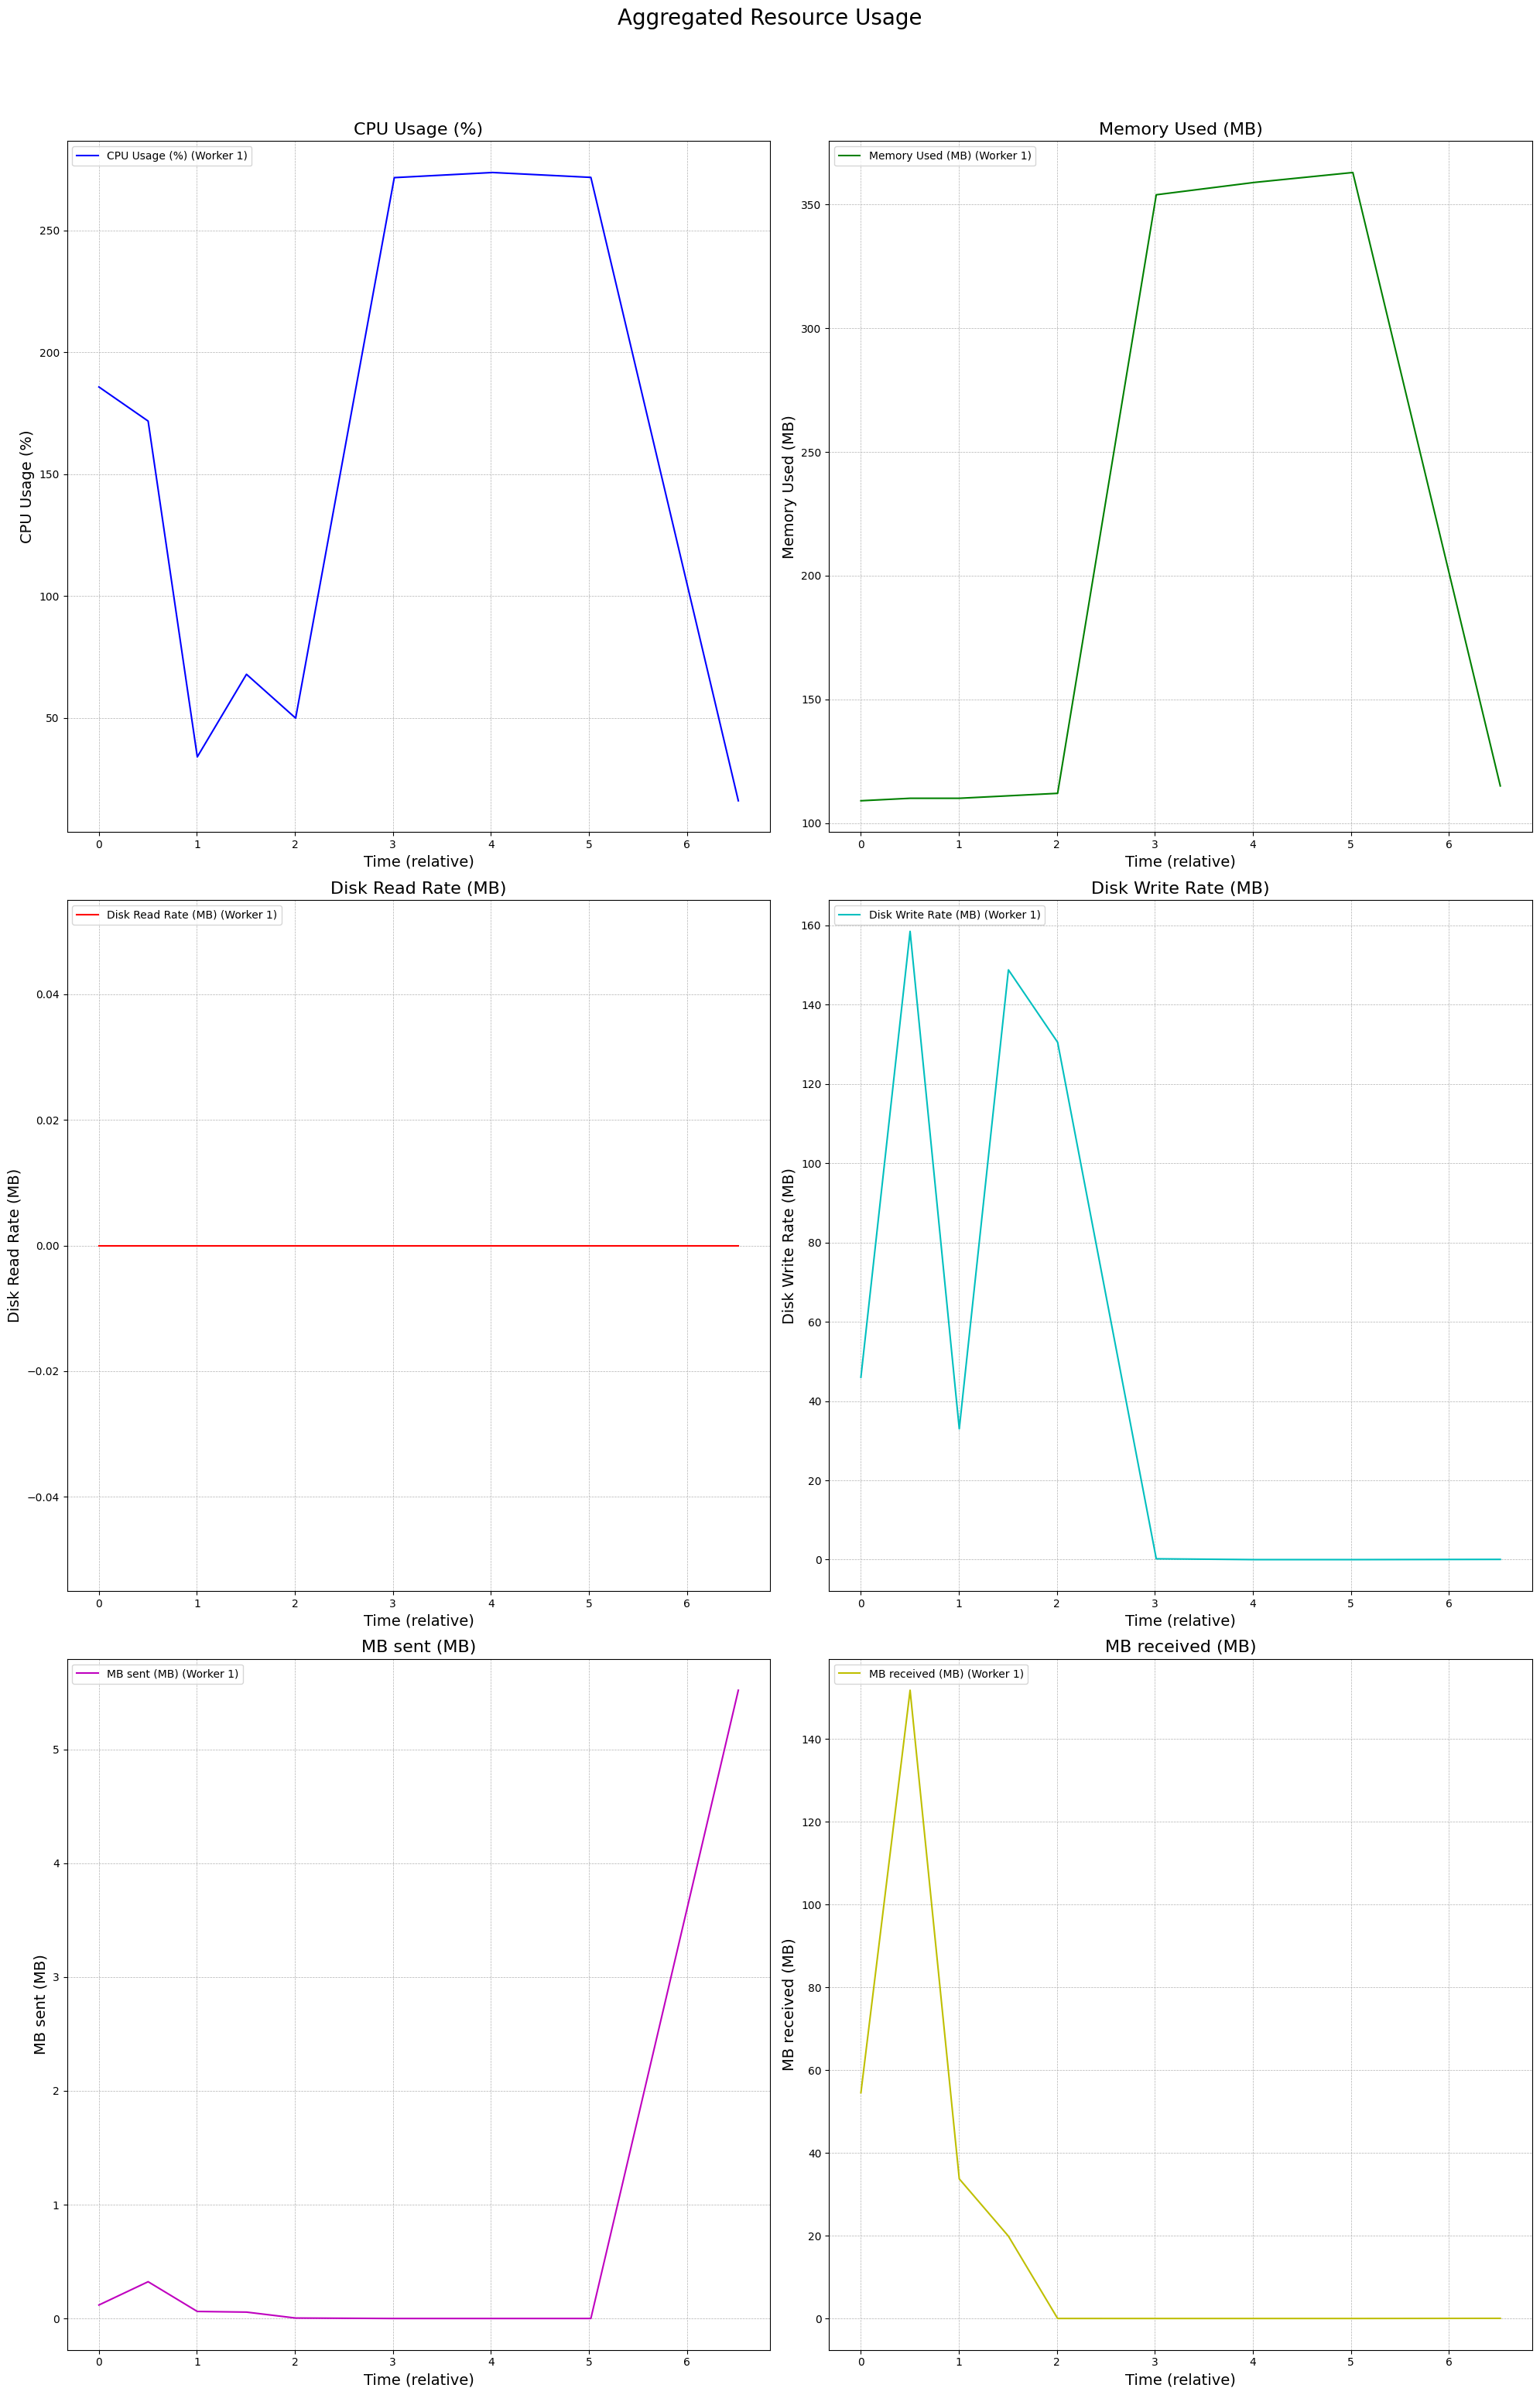 Aggregated Resource Usage
CPU Usage (%)
CPU Usage (%) (Worker 1)
CPU Usage (%)
250
200
150
100
50
0 1 2 3 4 5 6
Time (relative)
Memory Used (MB)
Memory Used (MB) (Worker 1)
Memory Used (MB)
350
300
250
200
150
100
0 1 2 3 4 5 6
Time (relative)
Disk Read Rate (MB)
Disk Read Rate (MB) (Worker 1)
Disk Read Rate (MB)
0.04
0.02
0.00
−0.02
−0.04
0 1 2 3 4 5 6
Time (relative)
Disk Write Rate (MB)
Disk Write Rate (MB) (Worker 1)
Disk Write Rate (MB)
160
140
120
100
80
60
40
20
0
0 1 2 3 4 5 6
Time (relative)
MB sent (MB)
MB sent (MB) (Worker 1)
MB sent (MB)
5
4
3
2
1
0
0 1 2 3 4 5 6
Time (relative)
MB received (MB)
MB received (MB) (Worker 1)
MB received (MB)
140
120
100
80
60
40
20
0
0 1 2 3 4 5 6
Time (relative)